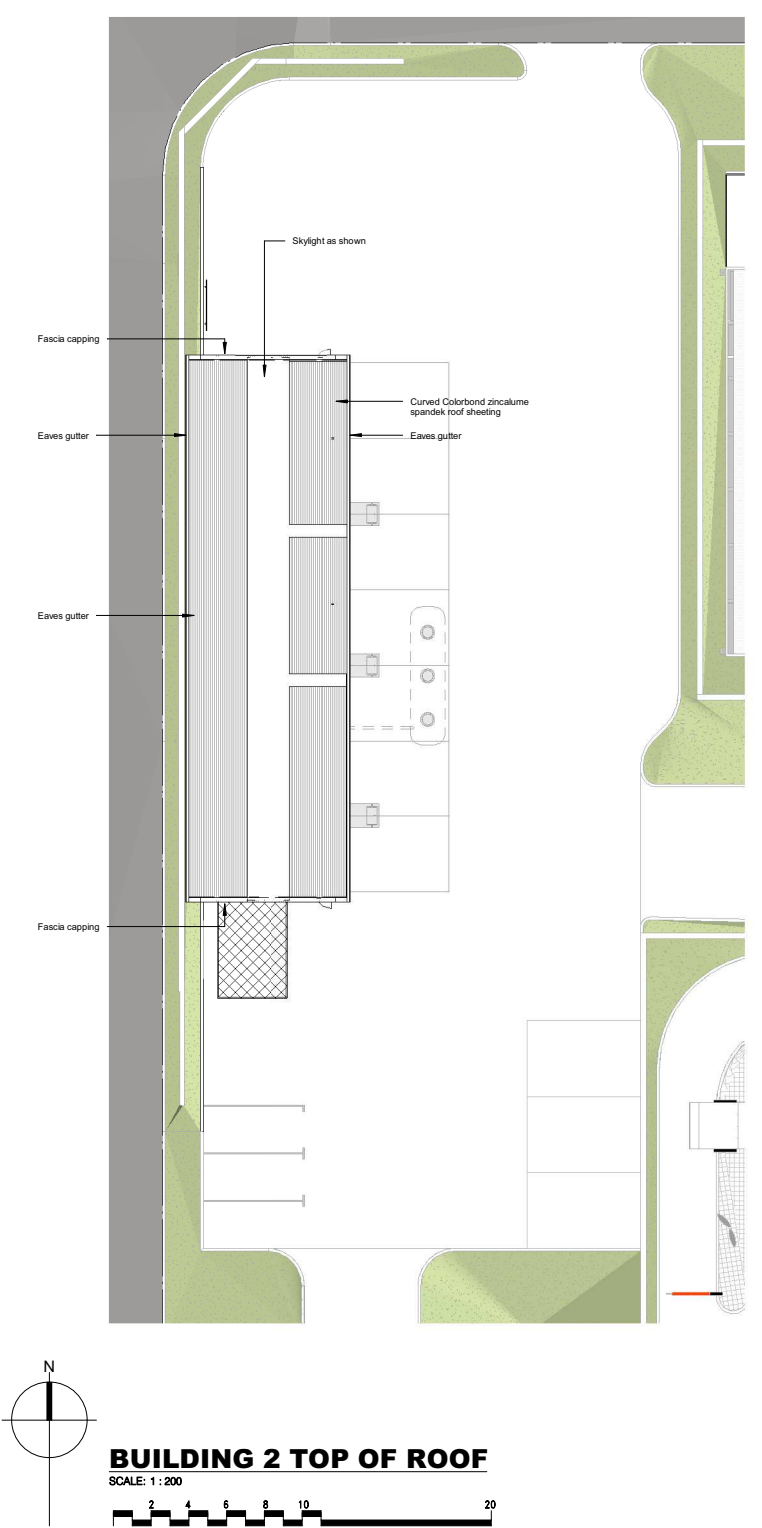 Skylight as shown
Fascia capping
Curved Colorbond zincalume
spandek roof sheeting
Eaves gutter
Eaves gutter
Eaves gutter
Fascia capping
N
BUILDING 2 TOP OF ROOF
SCALE: 1 : 200
2 4 6 8 10 20